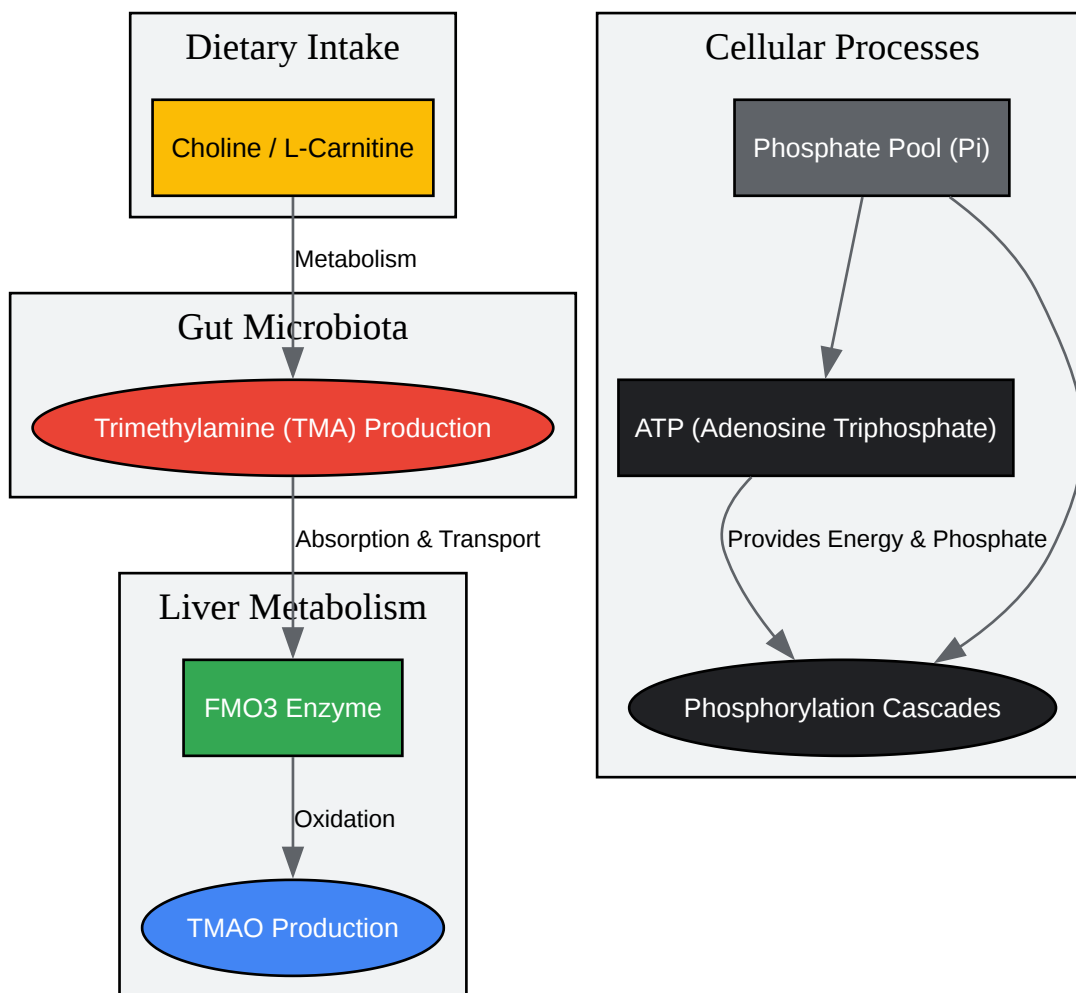 Dietary Intake
Choline / L-Carnitine
Metabolism
Gut Microbiota
Trimethylamine (TMA) Production
Absorption & Transport
Liver Metabolism
FMO3 Enzyme
Oxidation
TMAO Production
Cellular Processes
Phosphate Pool (Pi)
ATP (Adenosine Triphosphate)
Provides Energy & Phosphate
Phosphorylation Cascades